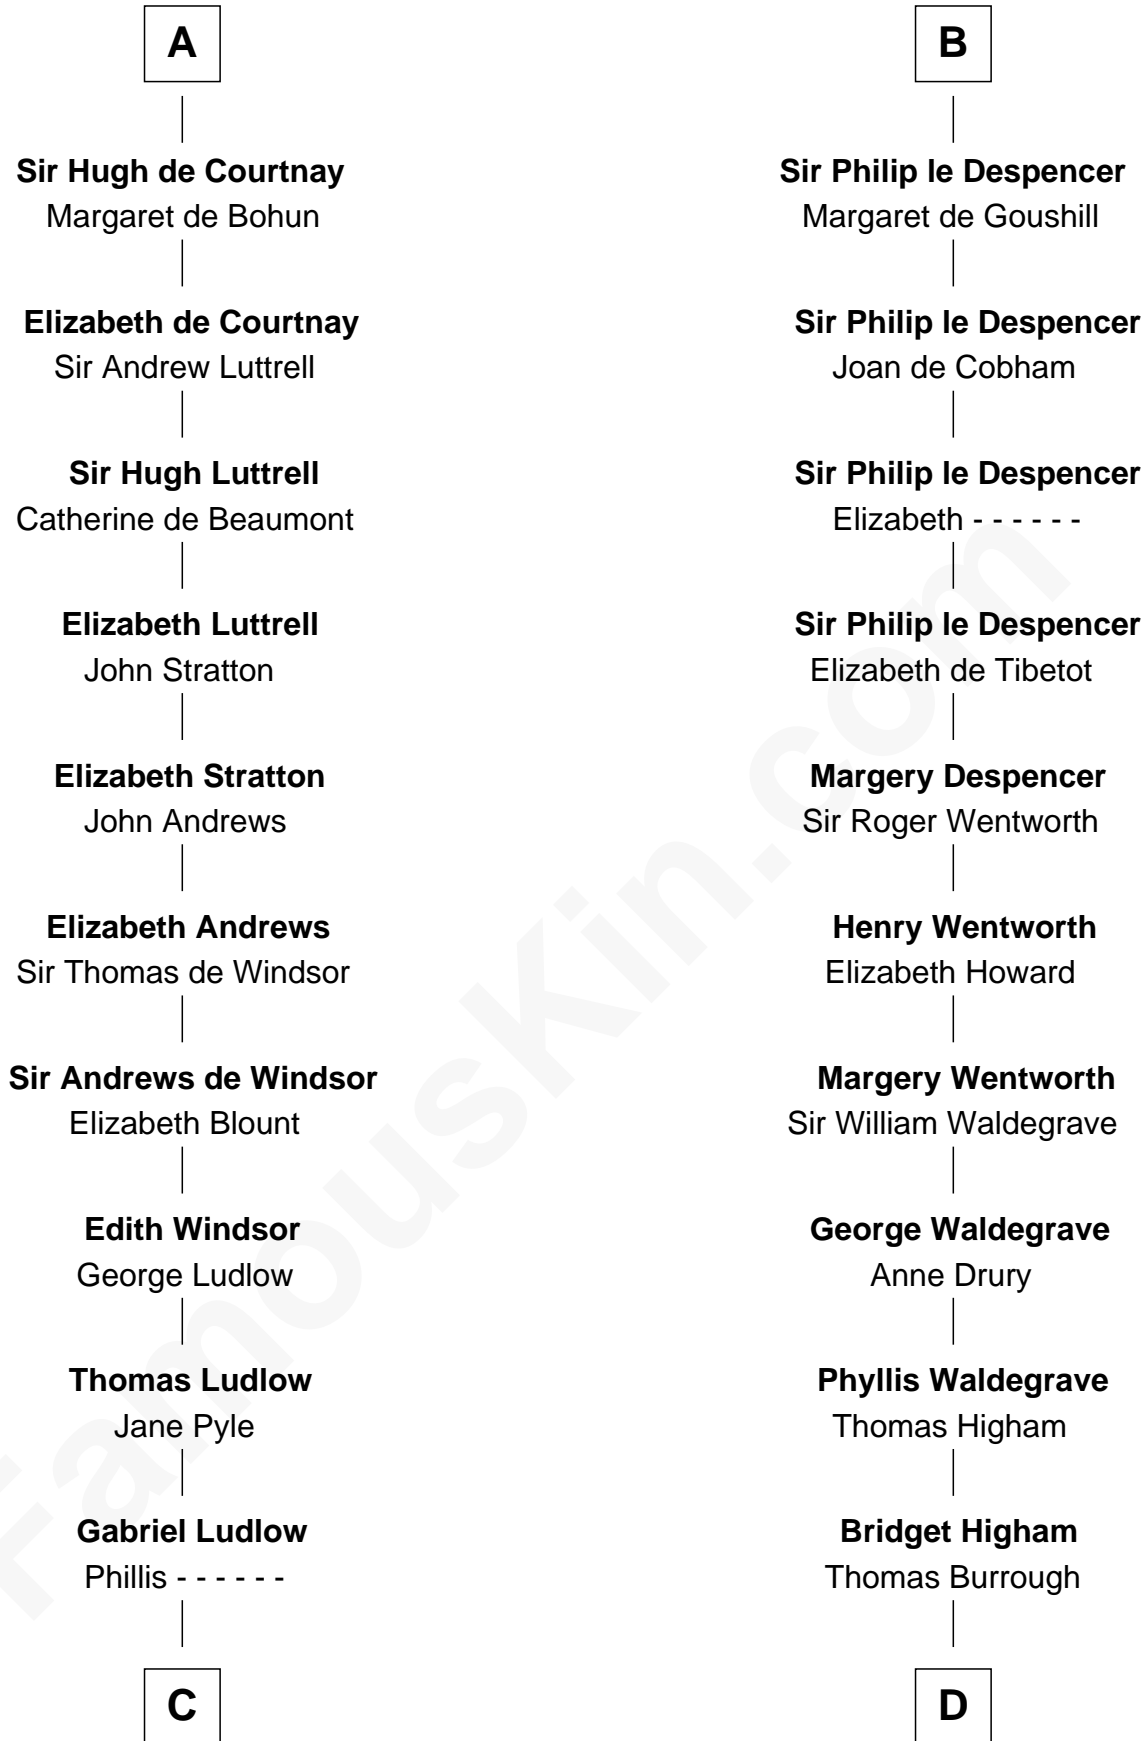 A
Sir Hugh de Courtnay
Margaret de Bohun
Elizabeth de Courtnay
Sir Andrew Luttrell
Sir Hugh Luttrell
Catherine de Beaumont
Elizabeth Luttrell
John Stratton
Elizabeth Stratton
John Andrews
Elizabeth Andrews
Sir Thomas de Windsor
Sir Andrews de Windsor
Elizabeth Blount
Edith Windsor
George Ludlow
Thomas Ludlow
Jane Pyle
Gabriel Ludlow
Phillis - - - - - -
C
B
Sir Philip le Despencer
Margaret de Goushill
Sir Philip le Despencer
Joan de Cobham
Sir Philip le Despencer
Elizabeth - - - - - -
Sir Philip le Despencer
Elizabeth de Tibetot
Margery Despencer
Sir Roger Wentworth
Henry Wentworth
Elizabeth Howard
Margery Wentworth
Sir William Waldegrave
George Waldegrave
Anne Drury
Phyllis Waldegrave
Thomas Higham
Bridget Higham
Thomas Burrough
D
FamousKin.com